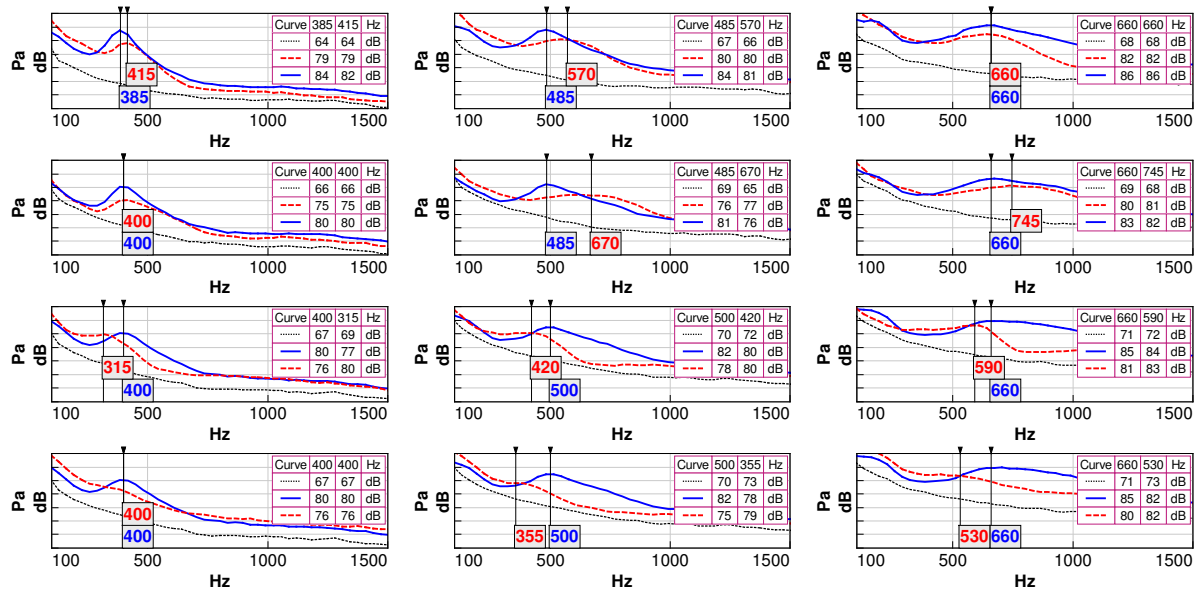 Pa dB
Curve 385 415 Hz
64 64 dB
79 79 dB
84 82 dB
415
385
100 500 1000 1500
Hz
Pa dB
Curve 485 570 Hz
67 66 dB
80 80 dB
84 81 dB
570
485
100 500 1000 1500
Hz
Pa dB
Curve 660 660 Hz
68 68 dB
82 82 dB
86 86 dB
660
660
100 500 1000 1500
Hz
Pa dB
Curve 400 400 Hz
66 66 dB
75 75 dB
80 80 dB
400
400
100 500 1000 1500
Hz
Pa dB
Curve 485 670 Hz
69 65 dB
76 77 dB
81 76 dB
485 670
100 500 1000 1500
Hz
Pa dB
Curve 660 745 Hz
69 68 dB
80 81 dB
83 82 dB
745
660
100 500 1000 1500
Hz
Pa dB
Curve 400 315 Hz
67 69 dB
80 77 dB
76 80 dB
315
400
100 500 1000 1500
Hz
Pa dB
Curve 500 420 Hz
70 72 dB
82 80 dB
78 80 dB
420
500
100 500 1000 1500
Hz
Pa dB
Curve 660 590 Hz
71 72 dB
85 84 dB
81 83 dB
590
660
100 500 1000 1500
Hz
Pa dB
Curve 400 400 Hz
67 67 dB
80 80 dB
76 76 dB
400
400
100 500 1000 1500
Hz
Pa dB
Curve 500 355 Hz
70 73 dB
82 78 dB
75 79 dB
355 500
100 500 1000 1500
Hz
Pa dB
Curve 660 530 Hz
71 73 dB
85 82 dB
80 82 dB
530 660
100 500 1000 1500
Hz